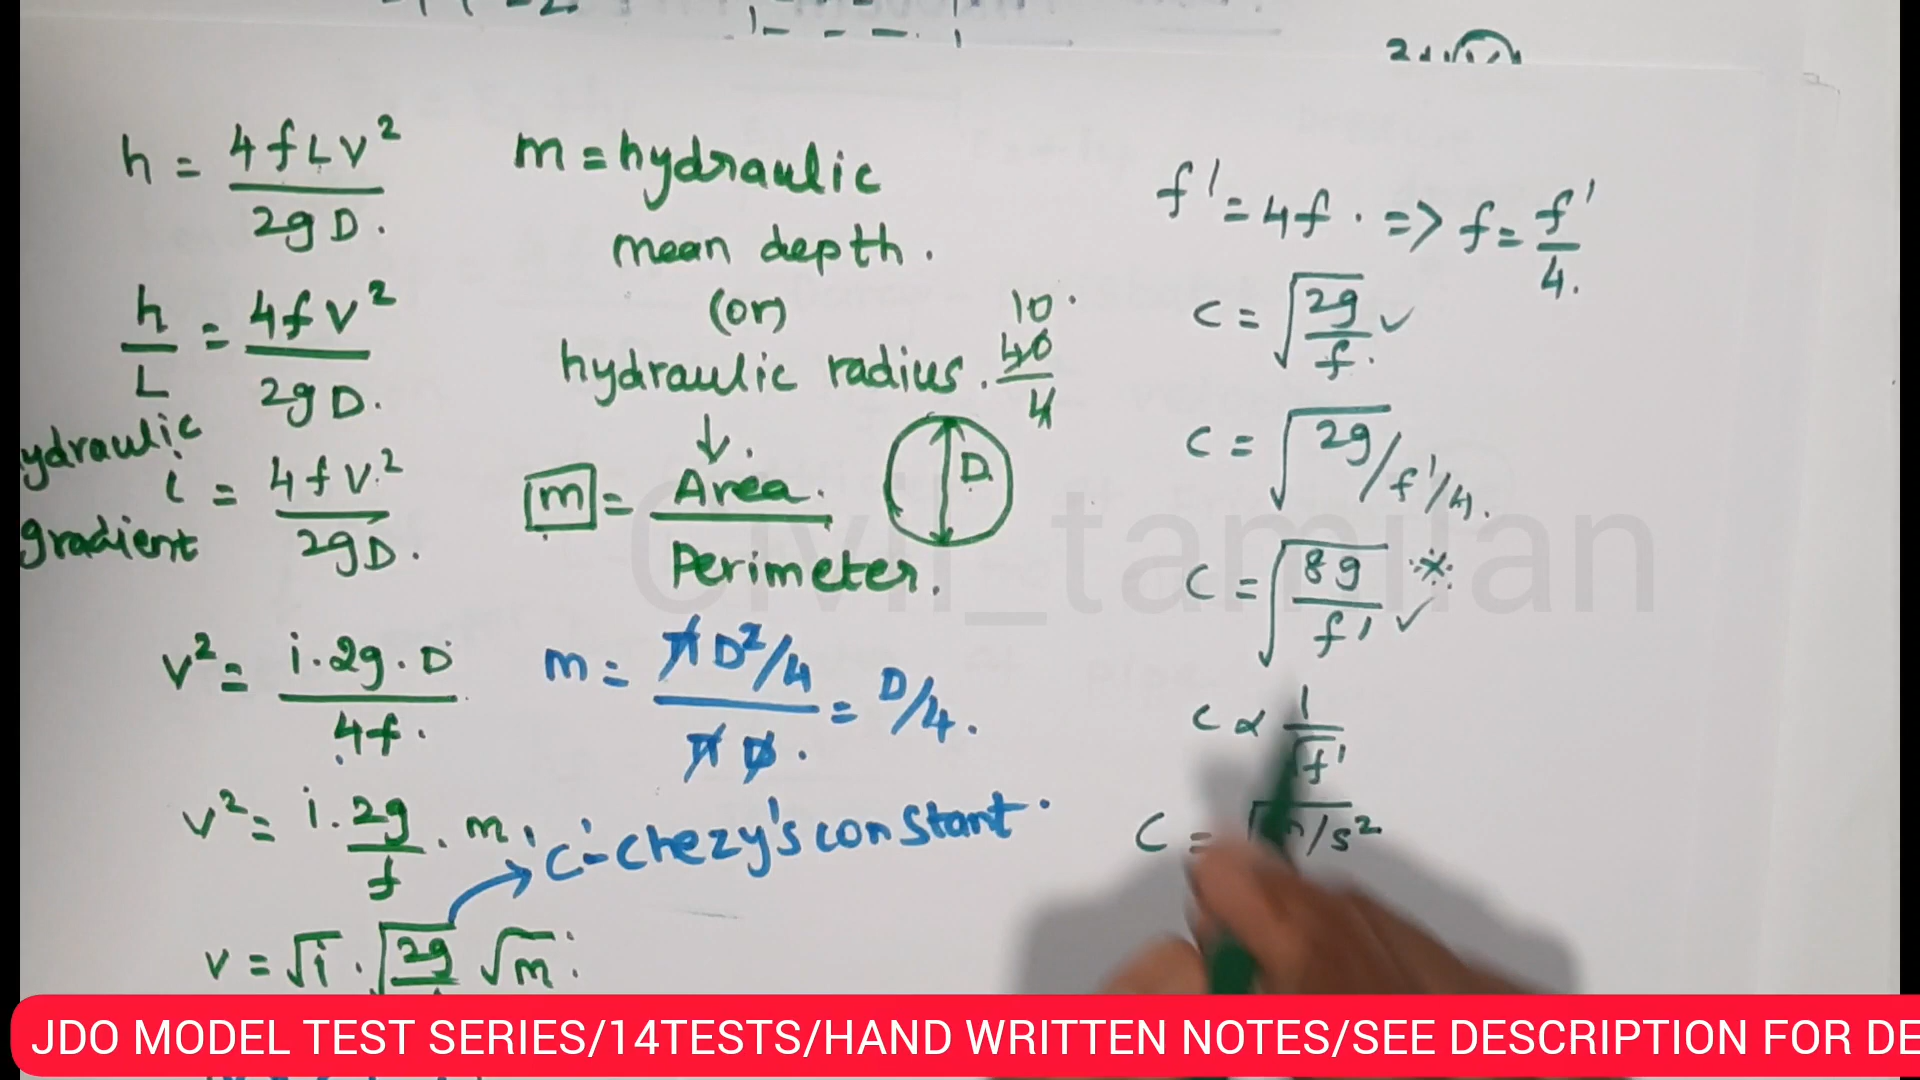 h = 4fLV²/2gD.
h/L = 4fV²/2gD.
ydraulic
i = 4fV²/2gD.
gradient
V² = i.2g.D/4f.
V² = i.2g/f . m
V = √i . √2g √m
m = hydraulic
mean depth.
(or)
hydraulic radius.
10
40/4
m = Area./Perimeter.
D
m = πD²/4/πD. = D/4.
'C' - chezy's constant.
f' = 4f. => f = f'/4.
C = √2g/f.
C = √2g/f'/4.
C = √8g/f'
C ∝ 1/√f'
C = √m/s²
Civil_tamilan
JDO MODEL TEST SERIES/14TESTS/HAND WRITTEN NOTES/SEE DESCRIPTION FOR DE